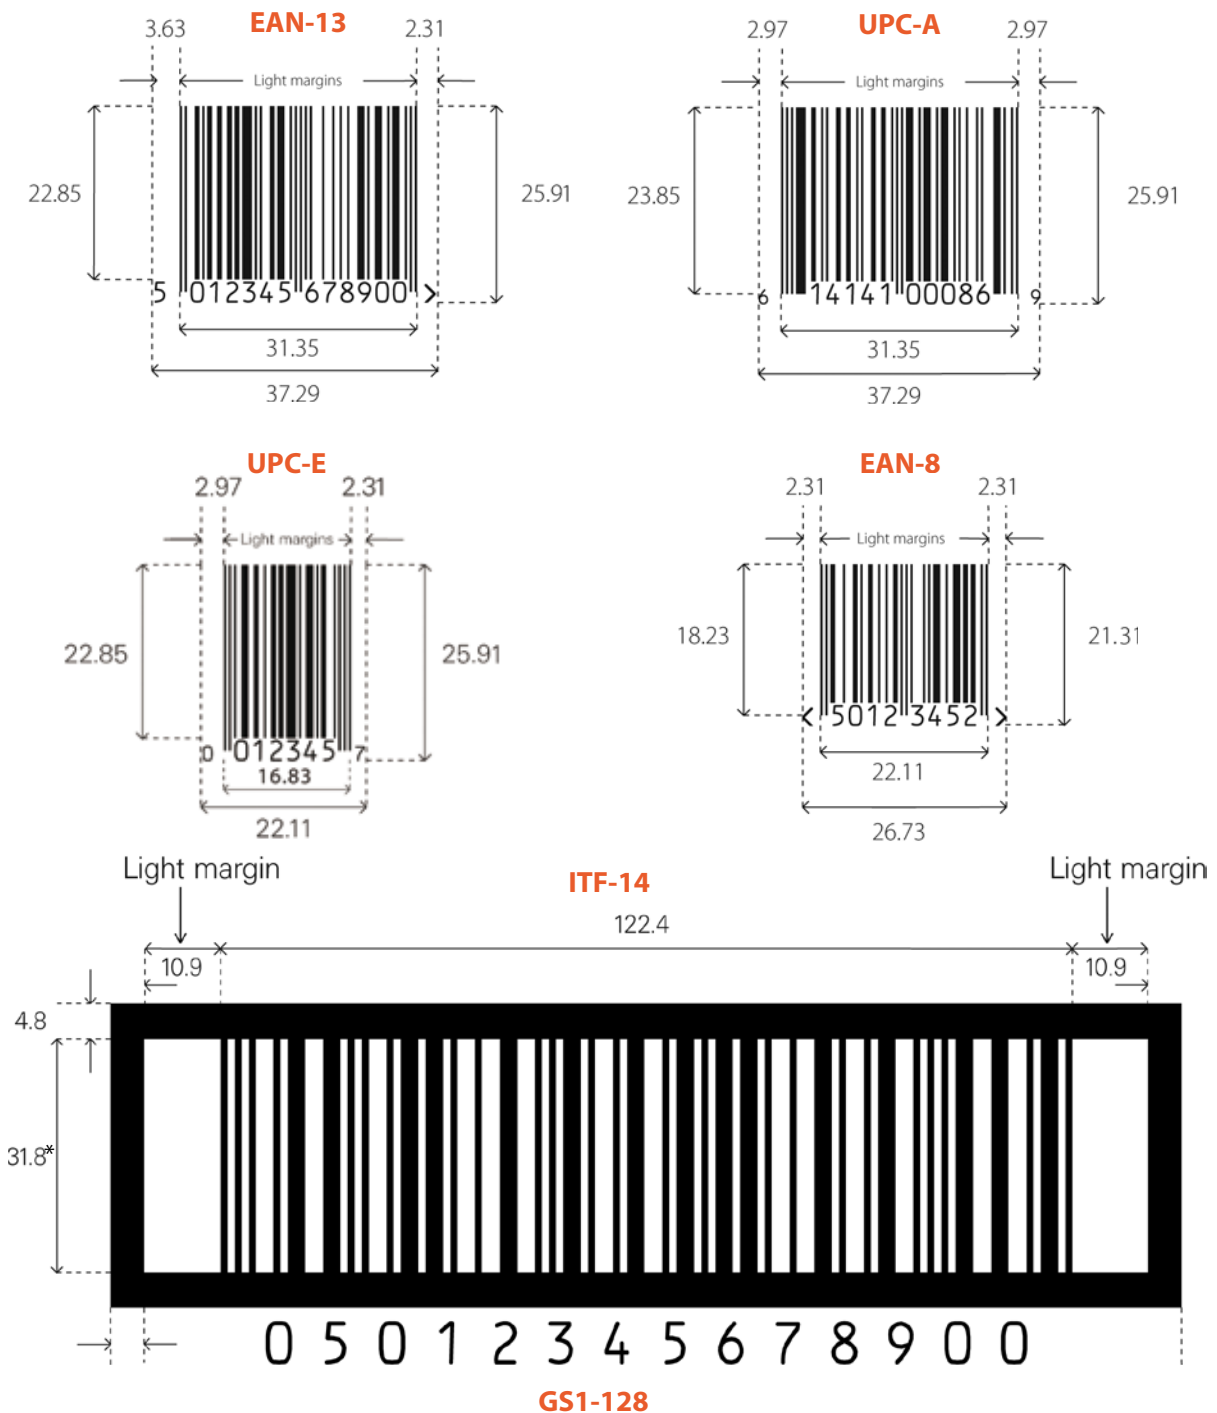 EAN-13
3.63
2.31
Light margins
22.85
25.91
5 012345 678900 >
31.35
37.29
UPC-A
2.97
2.97
Light margins
23.85
25.91
6 14141 00086 9
31.35
37.29
UPC-E
2.97
2.31
Light margins
22.85
25.91
0 012345 7
16.83
22.11
EAN-8
2.31
2.31
Light margins
18.23
21.31
< 5012 3452 >
22.11
26.73
Light margin
ITF-14
Light margin
122.4
10.9
10.9
4.8
31.8*
0 5 0 1 2 3 4 5 6 7 8 9 0 0
GS1-128